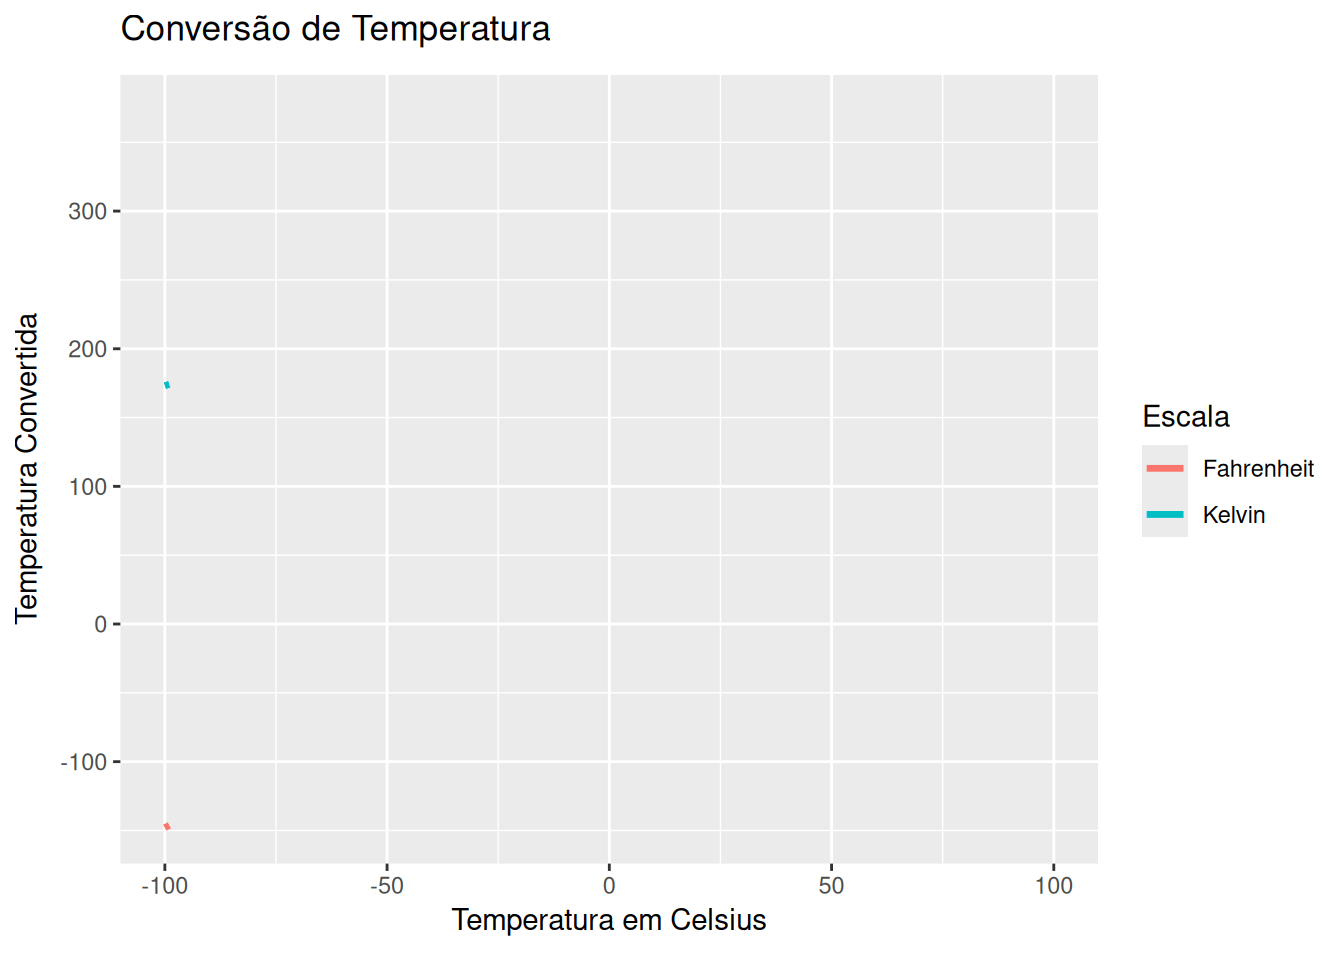 Conversão de Temperatura
Temperatura Convertida
300
200
100
0
-100
-100
-50
0
50
100
Temperatura em Celsius
Escala
Fahrenheit
Kelvin